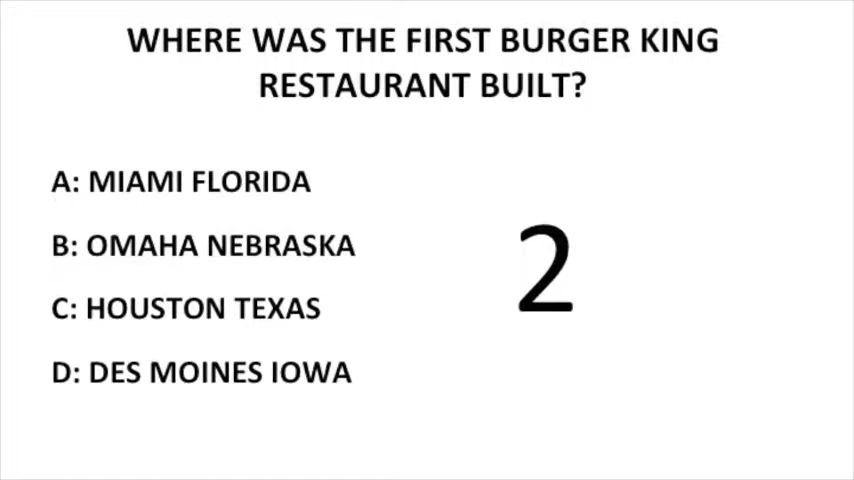 WHERE WAS THE FIRST BURGER KING
RESTAURANT BUILT?
A: MIAMI FLORIDA
B: OMAHA NEBRASKA
2
C: HOUSTON TEXAS
D: DES MOINES IOWA